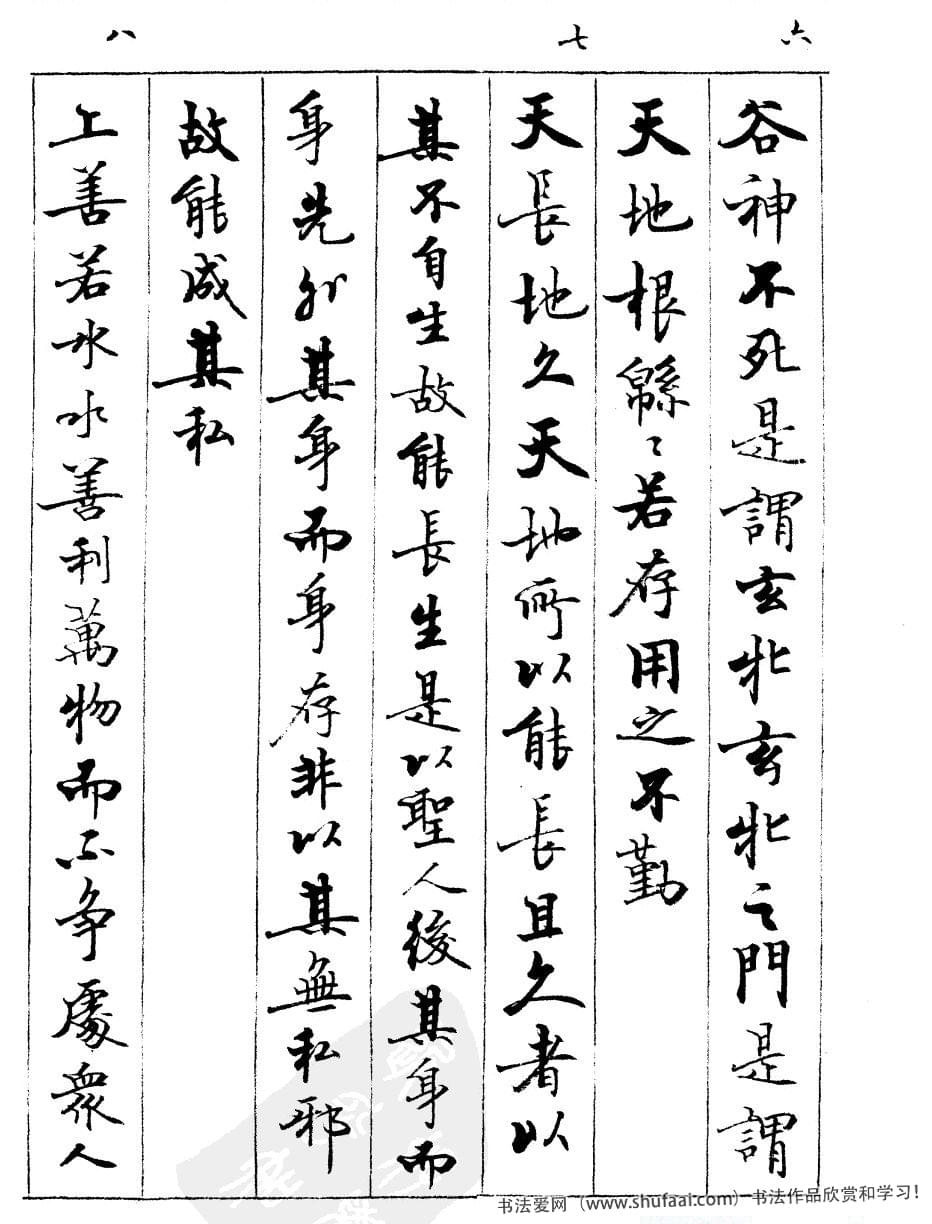 六
谷神不死是謂玄牝玄牝之門是謂
天地根緜〻若存用之不勤
七
天長地久天地所以能長且久者以
其不自生故能長生是以聖人後其身而
身先外其身而身存非以其無私邪
故能成其私
八
上善若水水善利萬物而不争處衆人
书法爱网（www.shufaai.com）书法作品欣赏和学习！